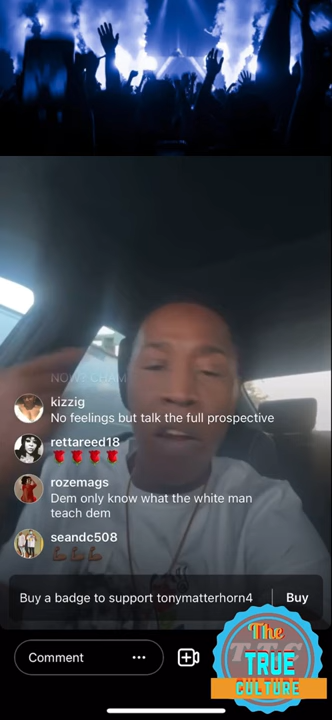 kizzig
No feelings but talk the full prospective
rettareed18
rozemags
Dem only know what the white man
teach dem
seandc508
Buy a badge to support tonymatterhorn4
Buy
Comment
The
TRUE
CULTURE